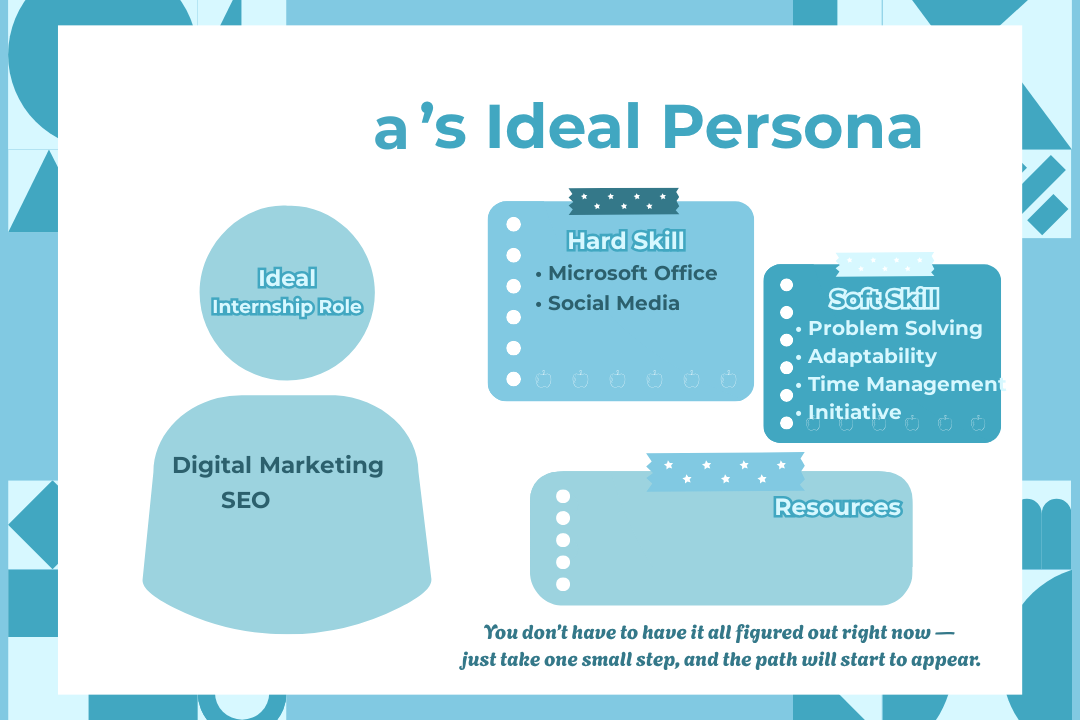 a ’s Ideal Persona
Ideal
Internship Role
Digital Marketing
SEO
Hard Skill
• Microsoft Office
• Social Media
Soft Skill
• Problem Solving
• Adaptability
• Time Management
• Initiative
Resources
You don't have to have it all figured out right now —
just take one small step, and the path will start to appear.